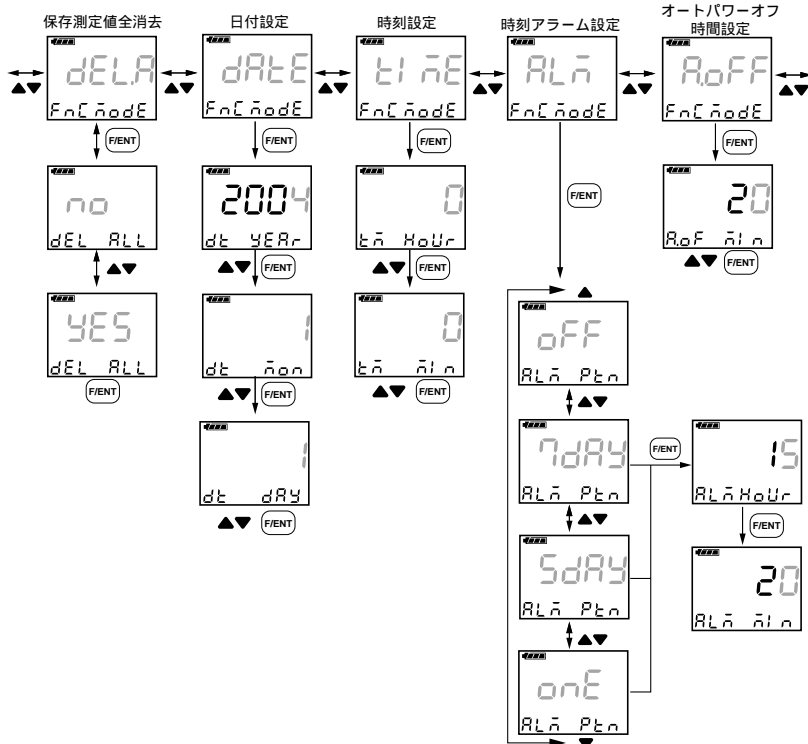 保存測定値全消去
dEL.A
FnC modE
F/ENT
no
dEL ALL
YES
dEL ALL
F/ENT
日付設定
dAtE
FnC modE
F/ENT
2004
dt YEAr
F/ENT
1
dt mon
F/ENT
1
dt dAY
F/ENT
時刻設定
tImE
FnC modE
F/ENT
0
tm HoUr
F/ENT
0
tm mIn
F/ENT
時刻アラーム設定
ALm
FnC modE
F/ENT
oFF
ALm Ptn
7dAY
ALm Ptn
5dAY
ALm Ptn
onE
ALm Ptn
F/ENT
15
ALm HoUr
F/ENT
20
ALm mIn
オートパワーオフ
時間設定
A.oFF
FnC modE
F/ENT
20
A.oF mIn
F/ENT